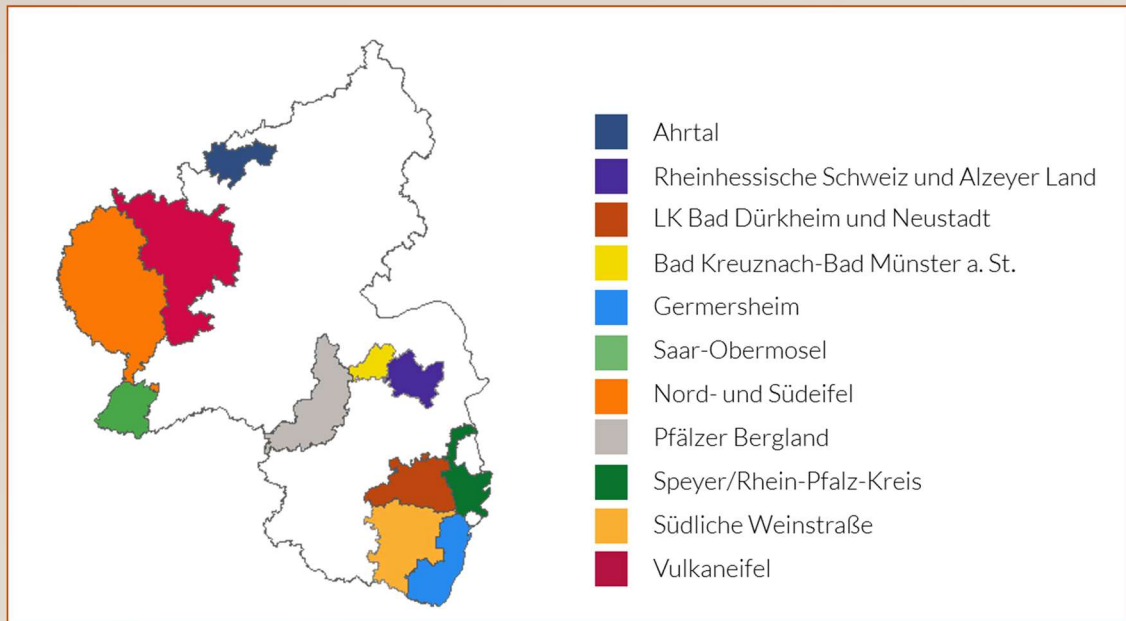 Ahrtal
Rheinhessische Schweiz und Alzeyer Land
LK Bad Dürkheim und Neustadt
Bad Kreuznach-Bad Münster a. St.
Germersheim
Saar-Obermosel
Nord- und Südeifel
Pfälzer Bergland
Speyer/Rhein-Pfalz-Kreis
Südliche Weinstraße
Vulkaneifel